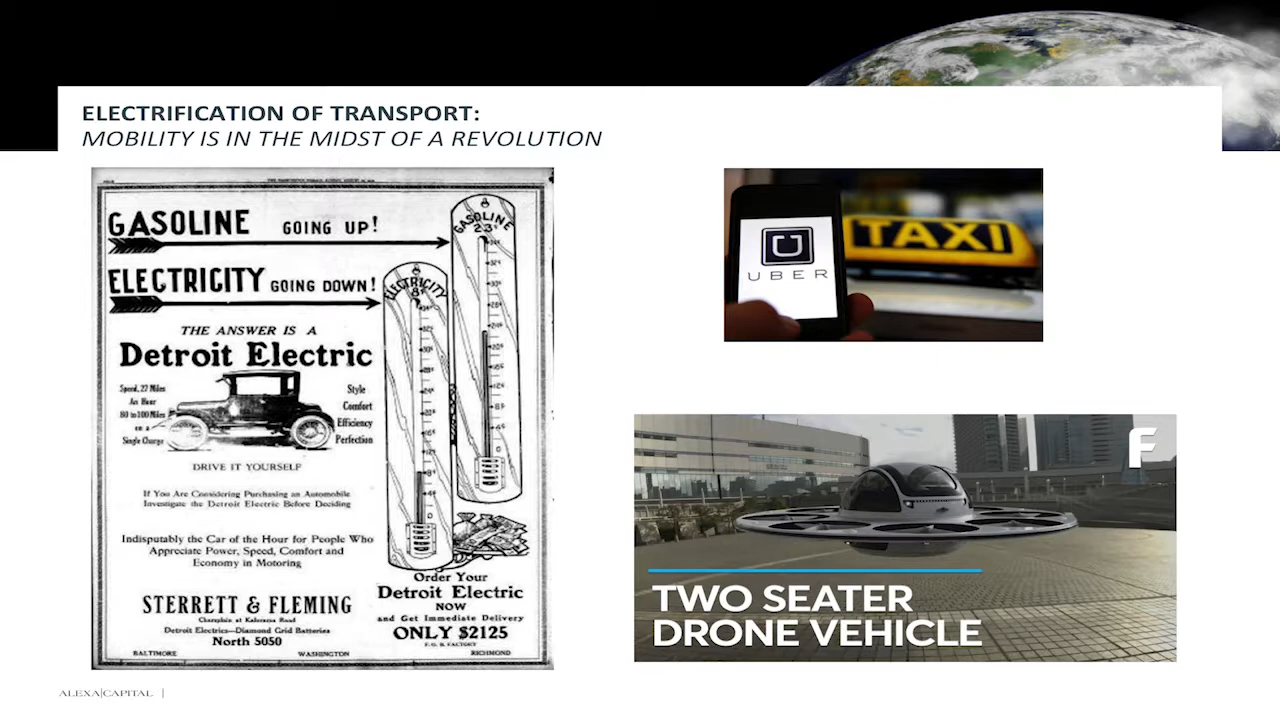 ELECTRIFICATION OF TRANSPORT:
MOBILITY IS IN THE MIDST OF A REVOLUTION
GASOLINE GOING UP!
ELECTRICITY GOING DOWN!
THE ANSWER IS A
Detroit Electric
Speed, 27 Miles
An Hour
80 to 100 Miles
on a
Single Charge
Style
Comfort
Efficiency
Perfection
DRIVE IT YOURSELF
If You Are Considering Purchasing an Automobile
Investigate the Detroit Electric Before Deciding
Indisputably the Car of the Hour for People Who
Appreciate Power, Speed, Comfort and
Economy in Motoring
STERRETT & FLEMING
Champlain at Kalorama Road
Detroit Electrics—Diamond Grid Batteries
North 5050
BALTIMORE WASHINGTON RICHMOND
ELECTRICITY
8¢
GASOLINE
23¢
Order Your
Detroit Electric
NOW
and Get Immediate Delivery
ONLY $2125
F. O. B. FACTORY
U
UBER
TAXI
F
TWO SEATER
DRONE VEHICLE
ALEXA|CAPITAL |